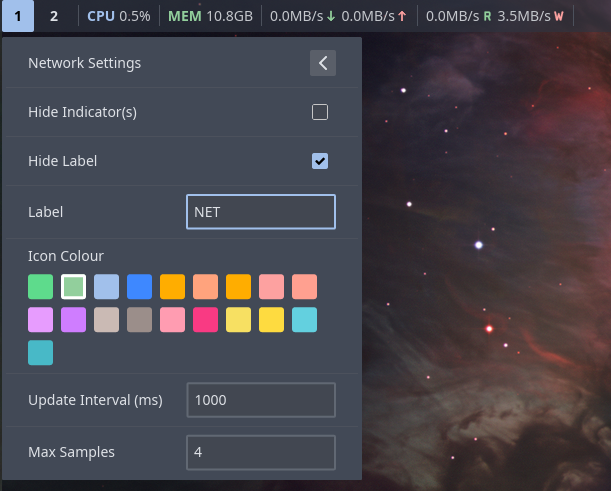 1 2 CPU 0.5% MEM 10.8GB 0.0MB/s↓ 0.0MB/s↑ 0.0MB/s R 3.5MB/s W
Network Settings
Hide Indicator(s)
Hide Label
Label NET
Icon Colour
Update Interval (ms) 1000
Max Samples 4